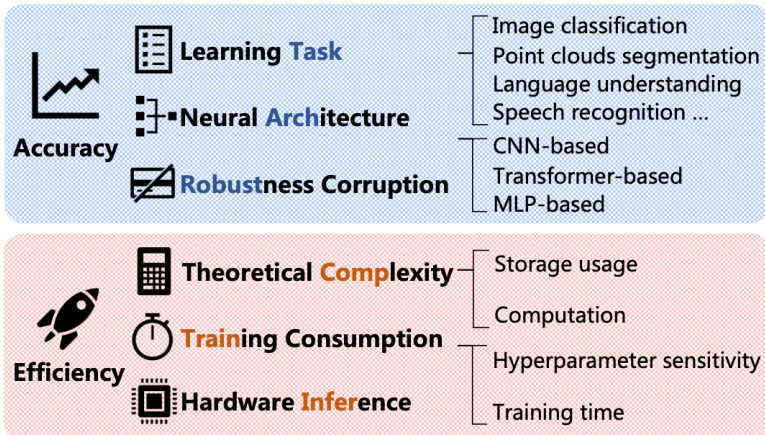 Accuracy
Learning Task
Image classification
Point clouds segmentation
Language understanding
Speech recognition ...
Neural Architecture
CNN-based
Transformer-based
MLP-based
Robustness Corruption
Efficiency
Theoretical Complexity
Storage usage
Computation
Training Consumption
Hyperparameter sensitivity
Training time
Hardware Inference